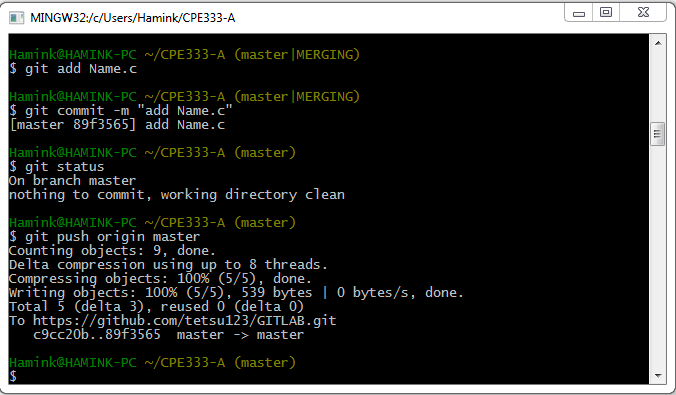 MINGW32:/c/Users/Hamink/CPE333-A
Hamink@HAMINK-PC ~/CPE333-A (master|MERGING)
$ git add Name.c
Hamink@HAMINK-PC ~/CPE333-A (master|MERGING)
$ git commit -m "add Name.c"
[master 89f3565] add Name.c
Hamink@HAMINK-PC ~/CPE333-A (master)
$ git status
On branch master
nothing to commit, working directory clean
Hamink@HAMINK-PC ~/CPE333-A (master)
$ git push origin master
Counting objects: 9, done.
Delta compression using up to 8 threads.
Compressing objects: 100% (5/5), done.
Writing objects: 100% (5/5), 539 bytes | 0 bytes/s, done.
Total 5 (delta 3), reused 0 (delta 0)
To https://github.com/tetsu123/GITLAB.git
   c9cc20b..89f3565  master -> master
Hamink@HAMINK-PC ~/CPE333-A (master)
$